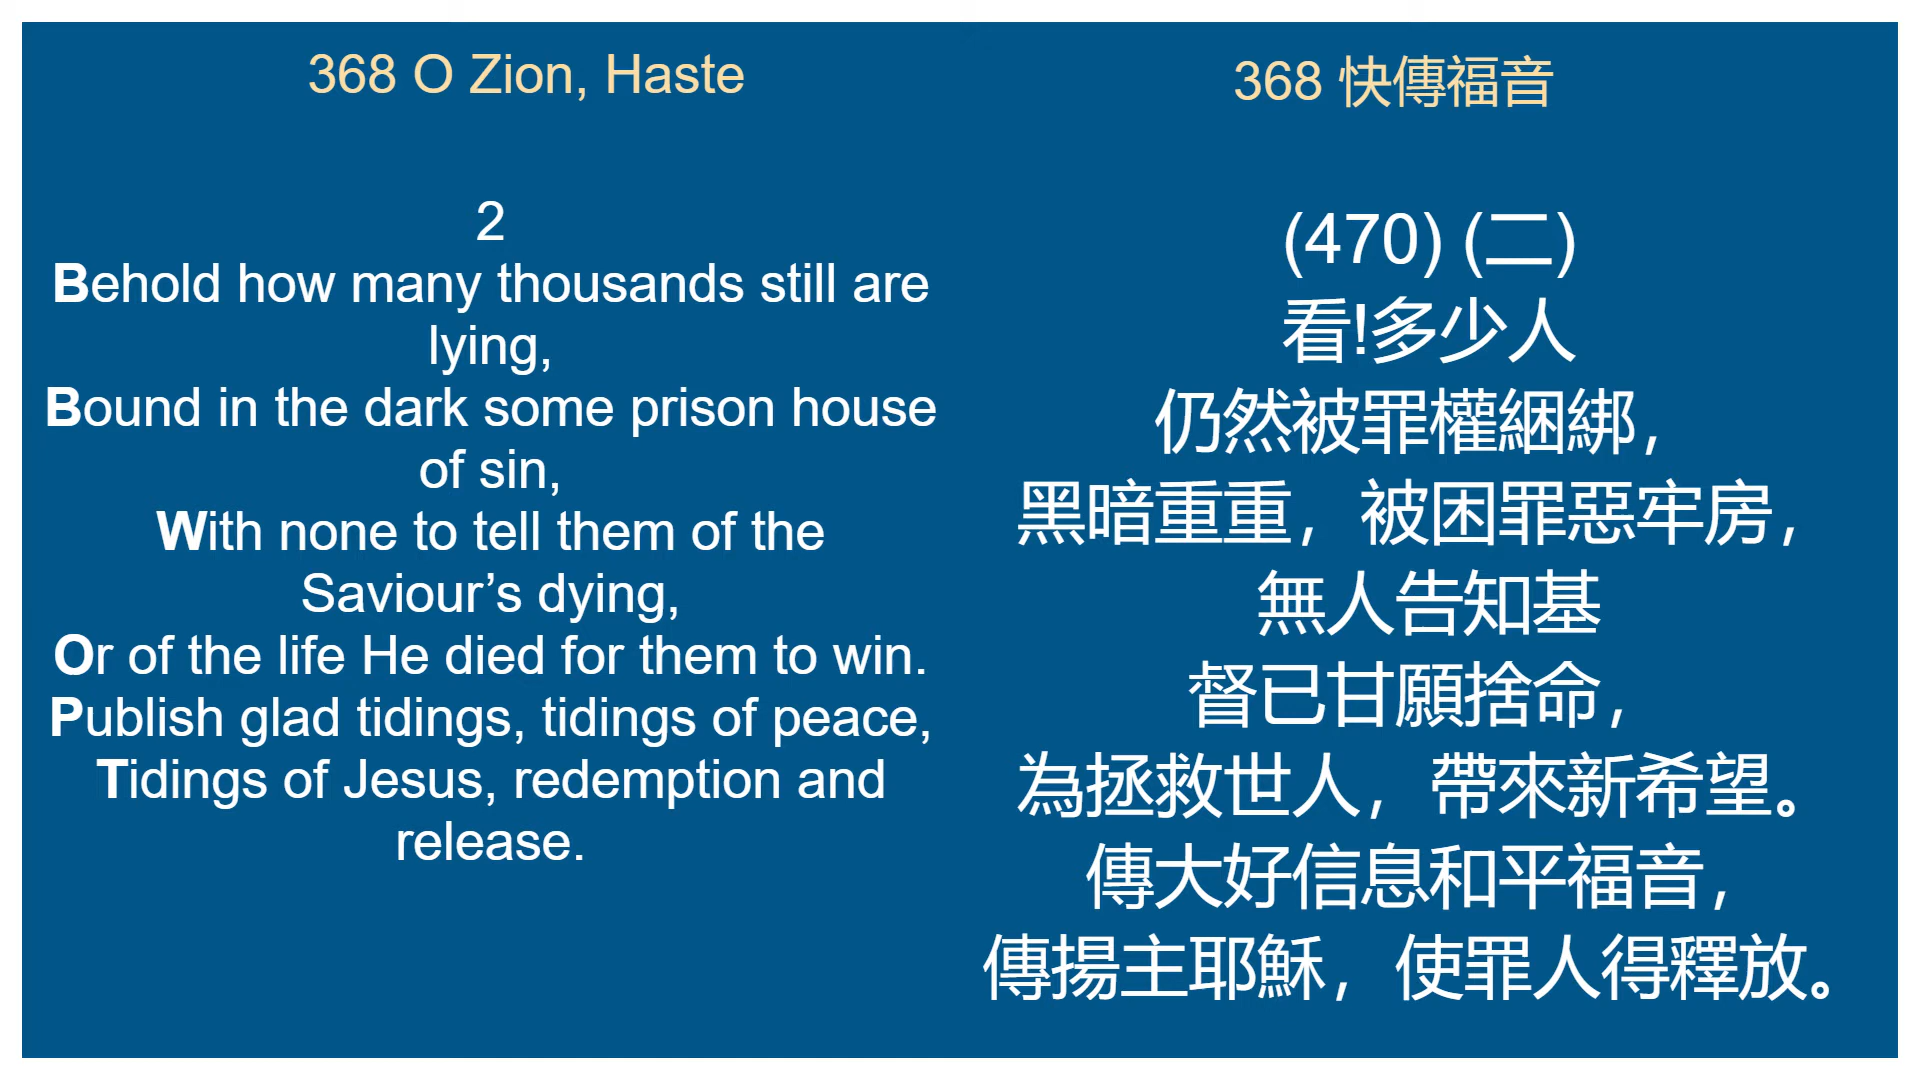 368 O Zion, Haste
2
Behold how many thousands still are
lying,
Bound in the dark some prison house
of sin,
With none to tell them of the
Saviour’s dying,
Or of the life He died for them to win.
Publish glad tidings, tidings of peace,
Tidings of Jesus, redemption and
release.
368 快傳福音
(470) (二)
看!多少人
仍然被罪權綑綁，
黑暗重重，被困罪惡牢房，
無人告知基
督已甘願捨命，
為拯救世人，帶來新希望。
傳大好信息和平福音，
傳揚主耶穌，使罪人得釋放。